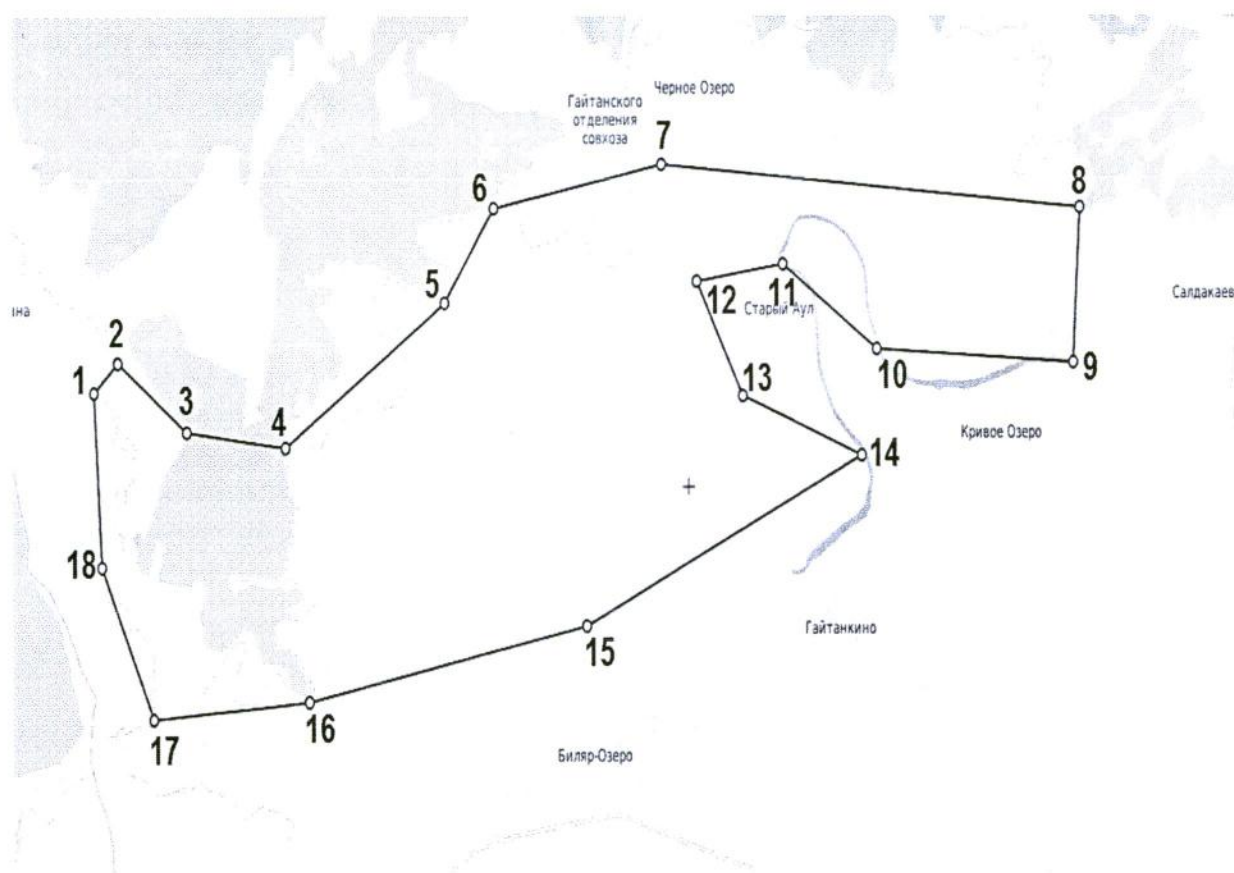 Черное Озеро
Гайтанского
отделения
совхоза
7
6
8
5
12
11
Старый Аул
Салдакаев
ина
2
1
3
4
13
10
9
Кривое Озеро
14
18
15
Гайтанкино
17
16
Биляр-Озеро